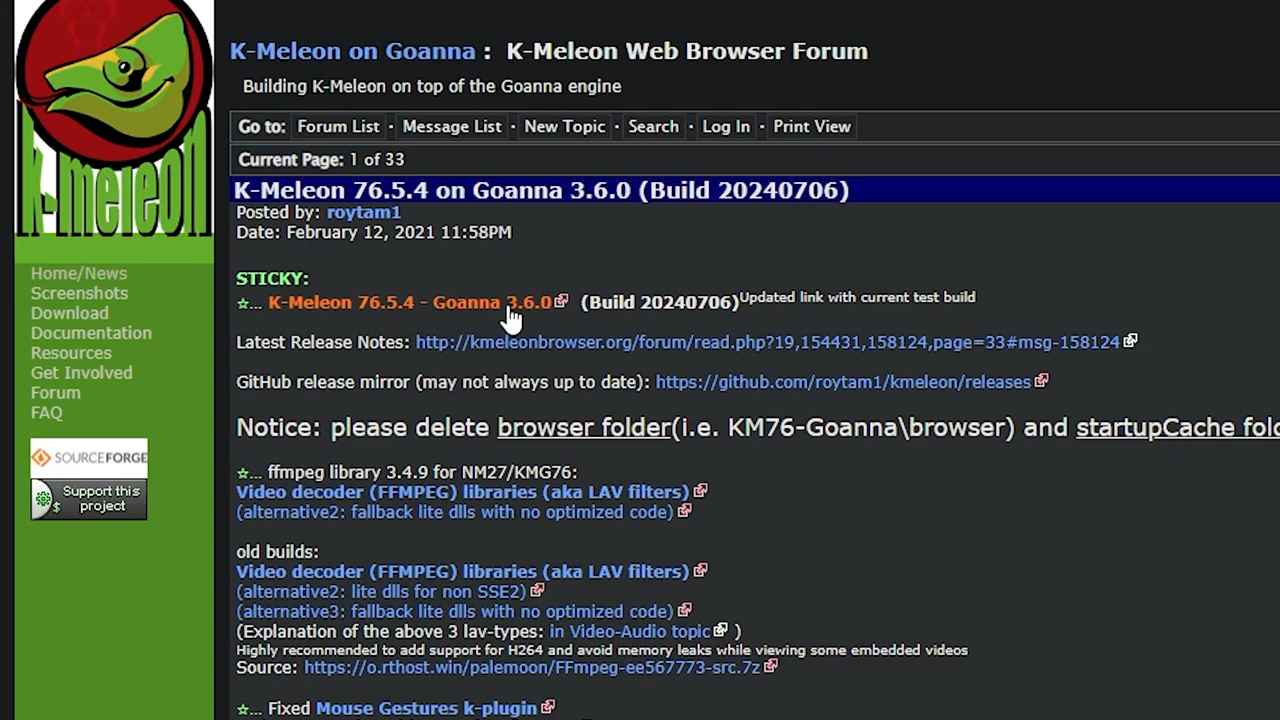 k-meleon
Home/News
Screenshots
Download
Documentation
Resources
Get Involved
Forum
FAQ
SOURCEFORGE
$ Support this
project
K-Meleon on Goanna : K-Meleon Web Browser Forum
Building K-Meleon on top of the Goanna engine
Go to: Forum List · Message List · New Topic · Search · Log In · Print View
Current Page: 1 of 33
K-Meleon 76.5.4 on Goanna 3.6.0 (Build 20240706)
Posted by: roytam1
Date: February 12, 2021 11:58PM
STICKY:
☆... K-Meleon 76.5.4 - Goanna 3.6.0 (Build 20240706) Updated link with current test build
Latest Release Notes: http://kmeleonbrowser.org/forum/read.php?19,154431,158124,page=33#msg-158124
GitHub release mirror (may not always up to date): https://github.com/roytam1/kmeleon/releases
Notice: please delete browser folder(i.e. KM76-Goanna\browser) and startupCache
☆... ffmpeg library 3.4.9 for NM27/KMG76:
Video decoder (FFMPEG) libraries (aka LAV filters)
(alternative2: fallback lite dlls with no optimized code)
old builds:
Video decoder (FFMPEG) libraries (aka LAV filters)
(alternative2: lite dlls for non SSE2)
(alternative3: fallback lite dlls with no optimized code)
(Explanation of the above 3 lav-types: in Video-Audio topic )
Highly recommended to add support for H264 and avoid memory leaks while viewing some embedded videos
Source: https://o.rthost.win/palemoon/FFmpeg-ee567773-src.7z
☆... Fixed Mouse Gestures k-plugin